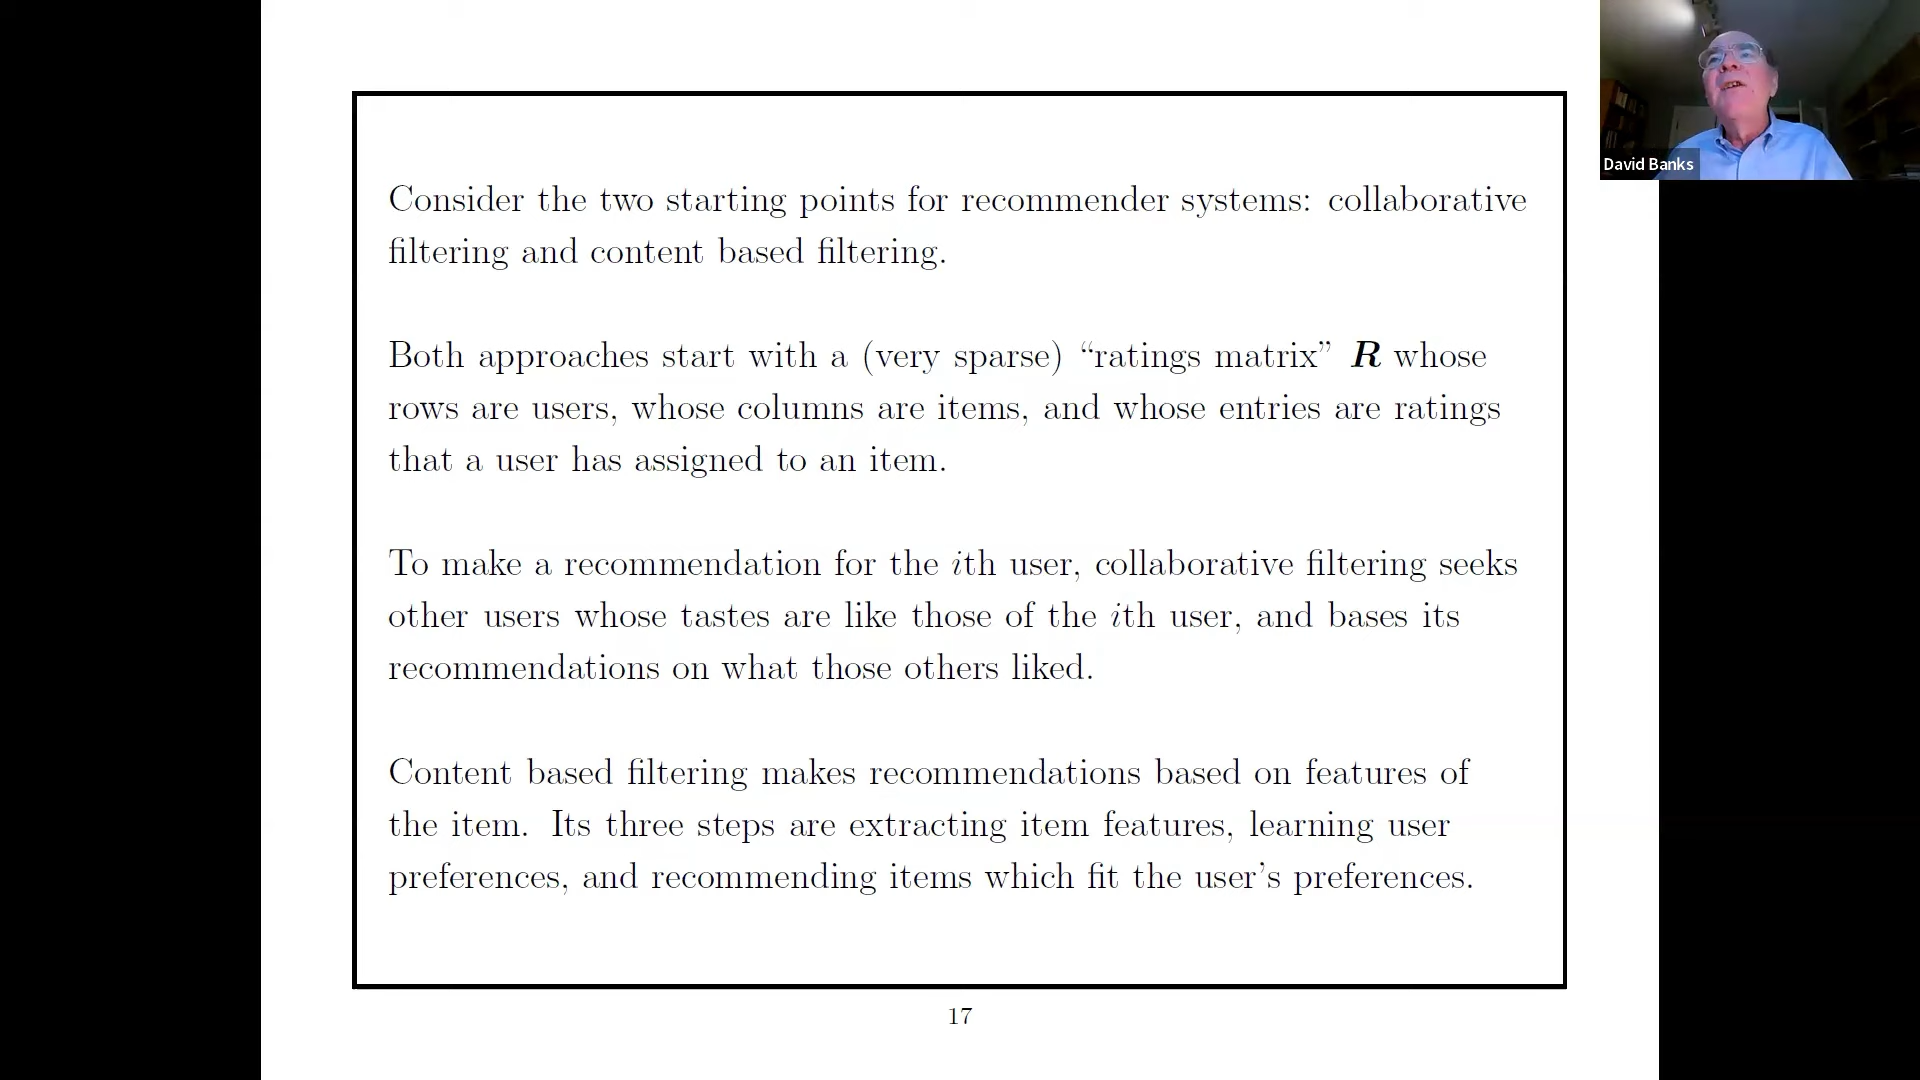 David Banks
Consider the two starting points for recommender systems: collaborative
filtering and content based filtering.
Both approaches start with a (very sparse) “ratings matrix” R whose
rows are users, whose columns are items, and whose entries are ratings
that a user has assigned to an item.
To make a recommendation for the ith user, collaborative filtering seeks
other users whose tastes are like those of the ith user, and bases its
recommendations on what those others liked.
Content based filtering makes recommendations based on features of
the item. Its three steps are extracting item features, learning user
preferences, and recommending items which fit the user’s preferences.
17